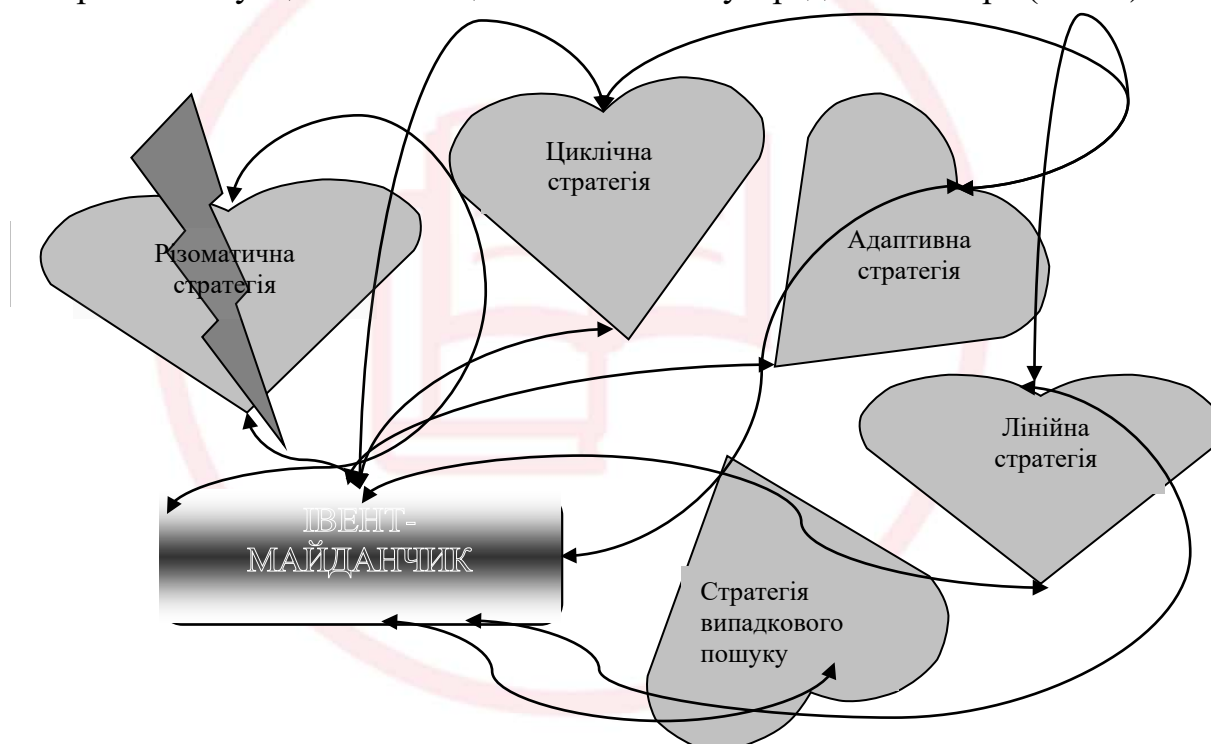 Циклічна
стратегія
Адаптивна
стратегія
Різоматична
стратегія
Лінійна
стратегія
ІВЕНТ-
МАЙДАНЧИК
Стратегія
випадкового
пошуку